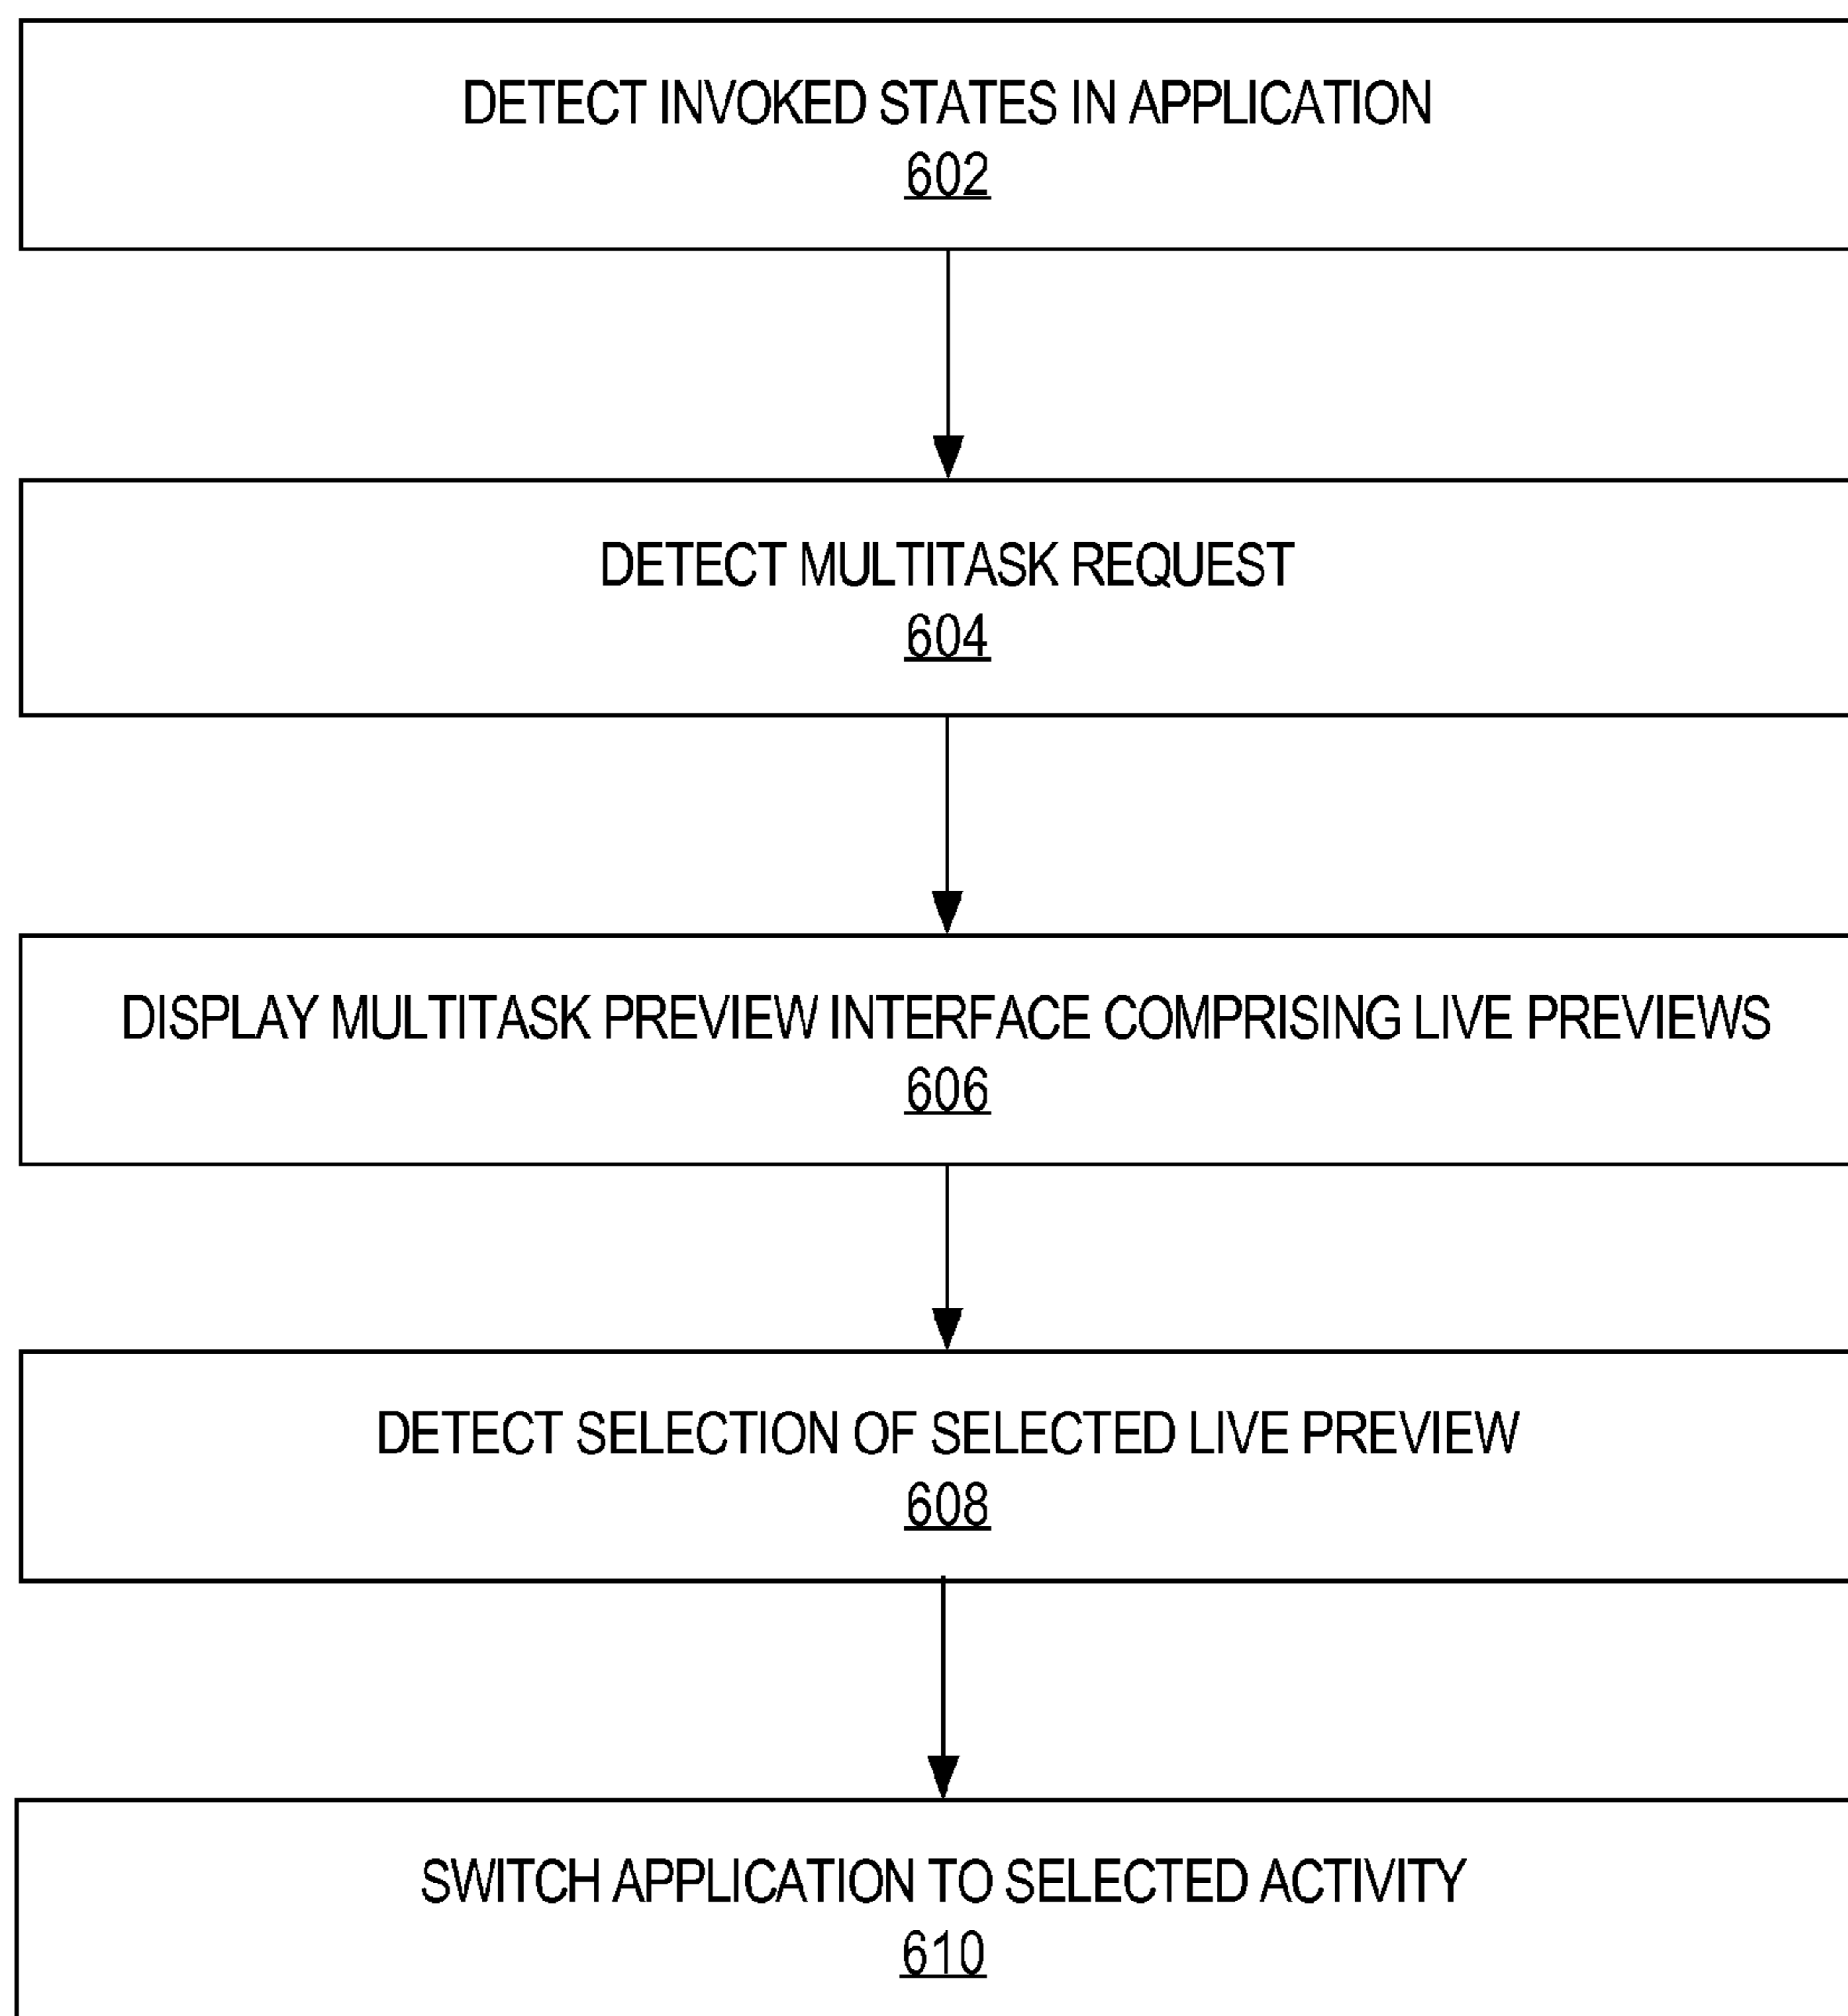 DETECT INVOKED STATES IN APPLICATION
602
DETECT MULTITASK REQUEST
604
DISPLAY MULTITASK PREVIEW INTERFACE COMPRISING LIVE PREVIEWS
606
DETECT SELECTION OF SELECTED LIVE PREVIEW
608
SWITCH APPLICATION TO SELECTED ACTIVITY
610